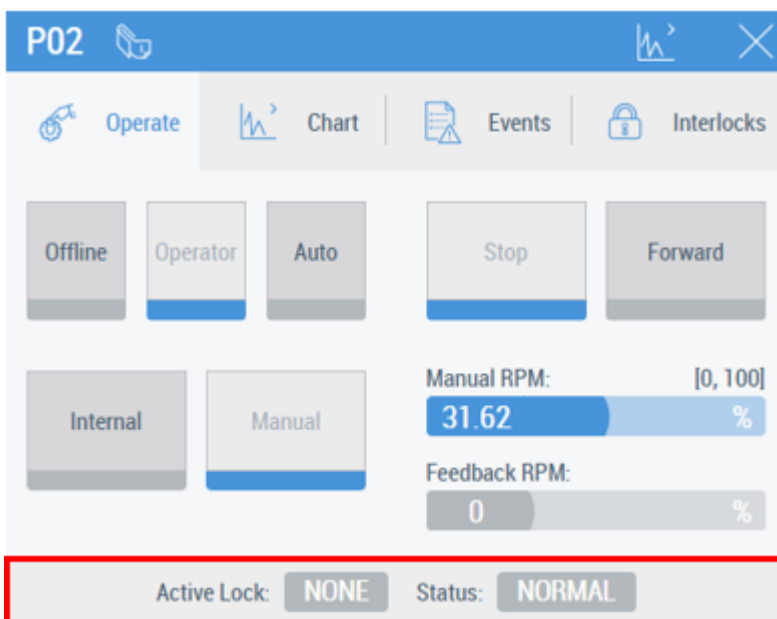 P02
Operate Chart Events Interlocks
Offline Operator Auto Stop Forward
Internal Manual
Manual RPM: [0, 100]
31.62 %
Feedback RPM:
0 %
Active Lock: NONE Status: NORMAL